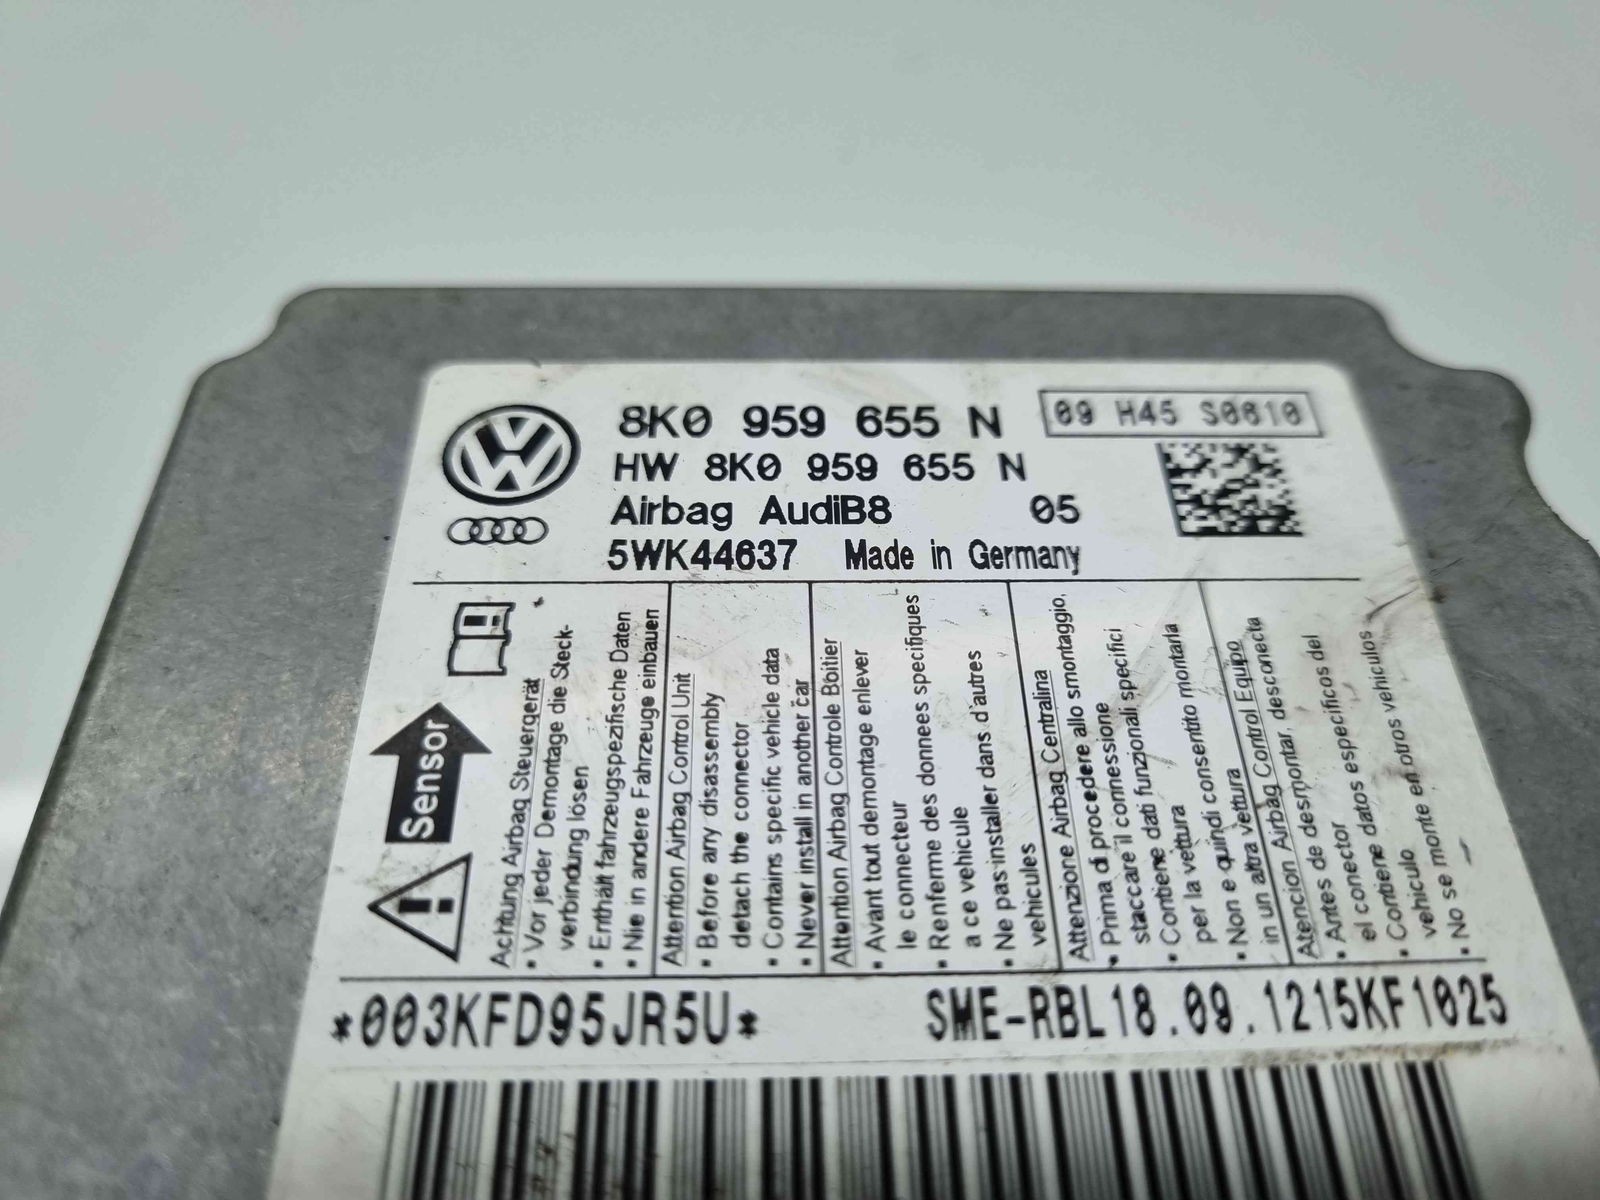 8K0 959 655 N
09 H45 S0610
HW 8K0 959 655 N
Airbag AudiB8 05
5WK44637 Made in Germany
Sensor
Achtung Airbag Steuergerät
• Vor jeder Demontage die Steck-
verbindung lösen
• Enthält fahrzeugspezifische Daten
• Nie in andere Fahrzeuge einbauen
Attention Airbag Control Unit
• Before any disassembly
detach the connector
• Contains specific vehicle data
• Never install in another car
Attention Airbag Controle Boitier
• Avant tout demontage enlever
le connecteur
• Renferme des donnees specifiques
a ce vehicule
• Ne pas installer dans d'autres
vehicules
Attenzione Airbag Centralina
• Prima di procedere allo smontaggio,
staccare il connessione
• Contiene dati funzionali specifici
per la vettura
• Non e quindi consentito montarla
in un altra vettura
Atencion Airbag Control Equipo
• Antes de desmontar, desconecta
el conector
• Contiene datos especificos del
vehiculo
• No se monte en otros vehiculos
*003KFD95JR5U*
SME-RBL18.09.1215KF1025